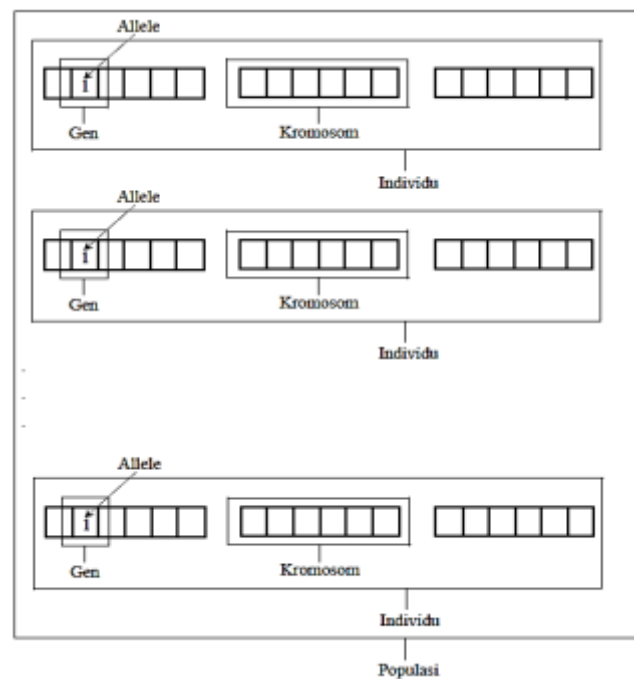 Allele
1
Gen
Kromosom
Individu
Allele
1
Gen
Kromosom
Individu
Allele
1
Gen
Kromosom
Individu
Populasi